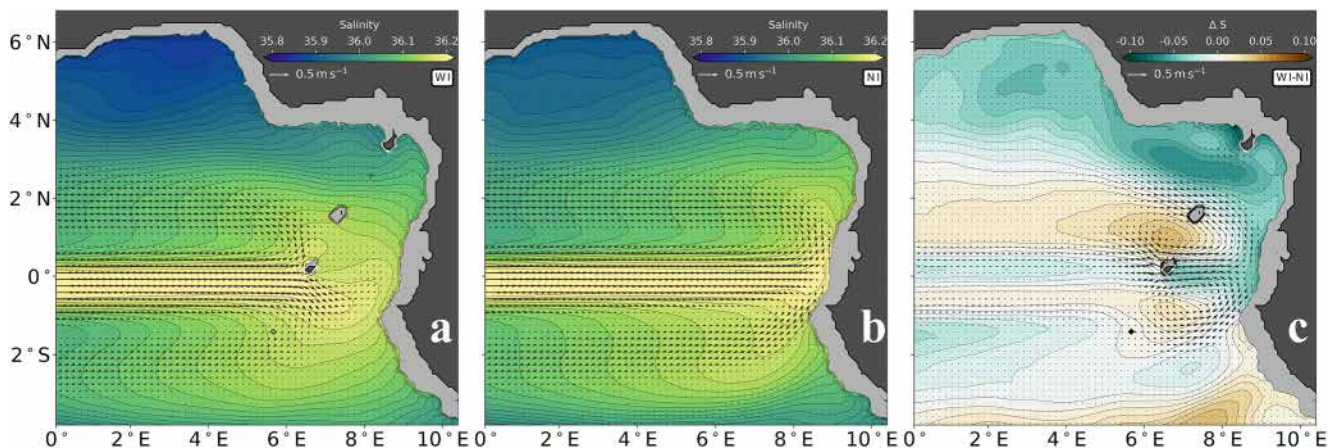 Salinity
35.8 35.9 36.0 36.1 36.2
0.5 m s⁻¹
WI
6°N
4°N
2°N
0°
2°S
a
0° 2°E 4°E 6°E 8°E 10°E
Salinity
35.8 35.9 36.0 36.1 36.2
0.5 m s⁻¹
NI
b
0° 2°E 4°E 6°E 8°E 10°E
Δ S
-0.10 -0.05 0.00 0.05 0.10
0.5 m s⁻¹
WI-NI
c
0° 2°E 4°E 6°E 8°E 10°E